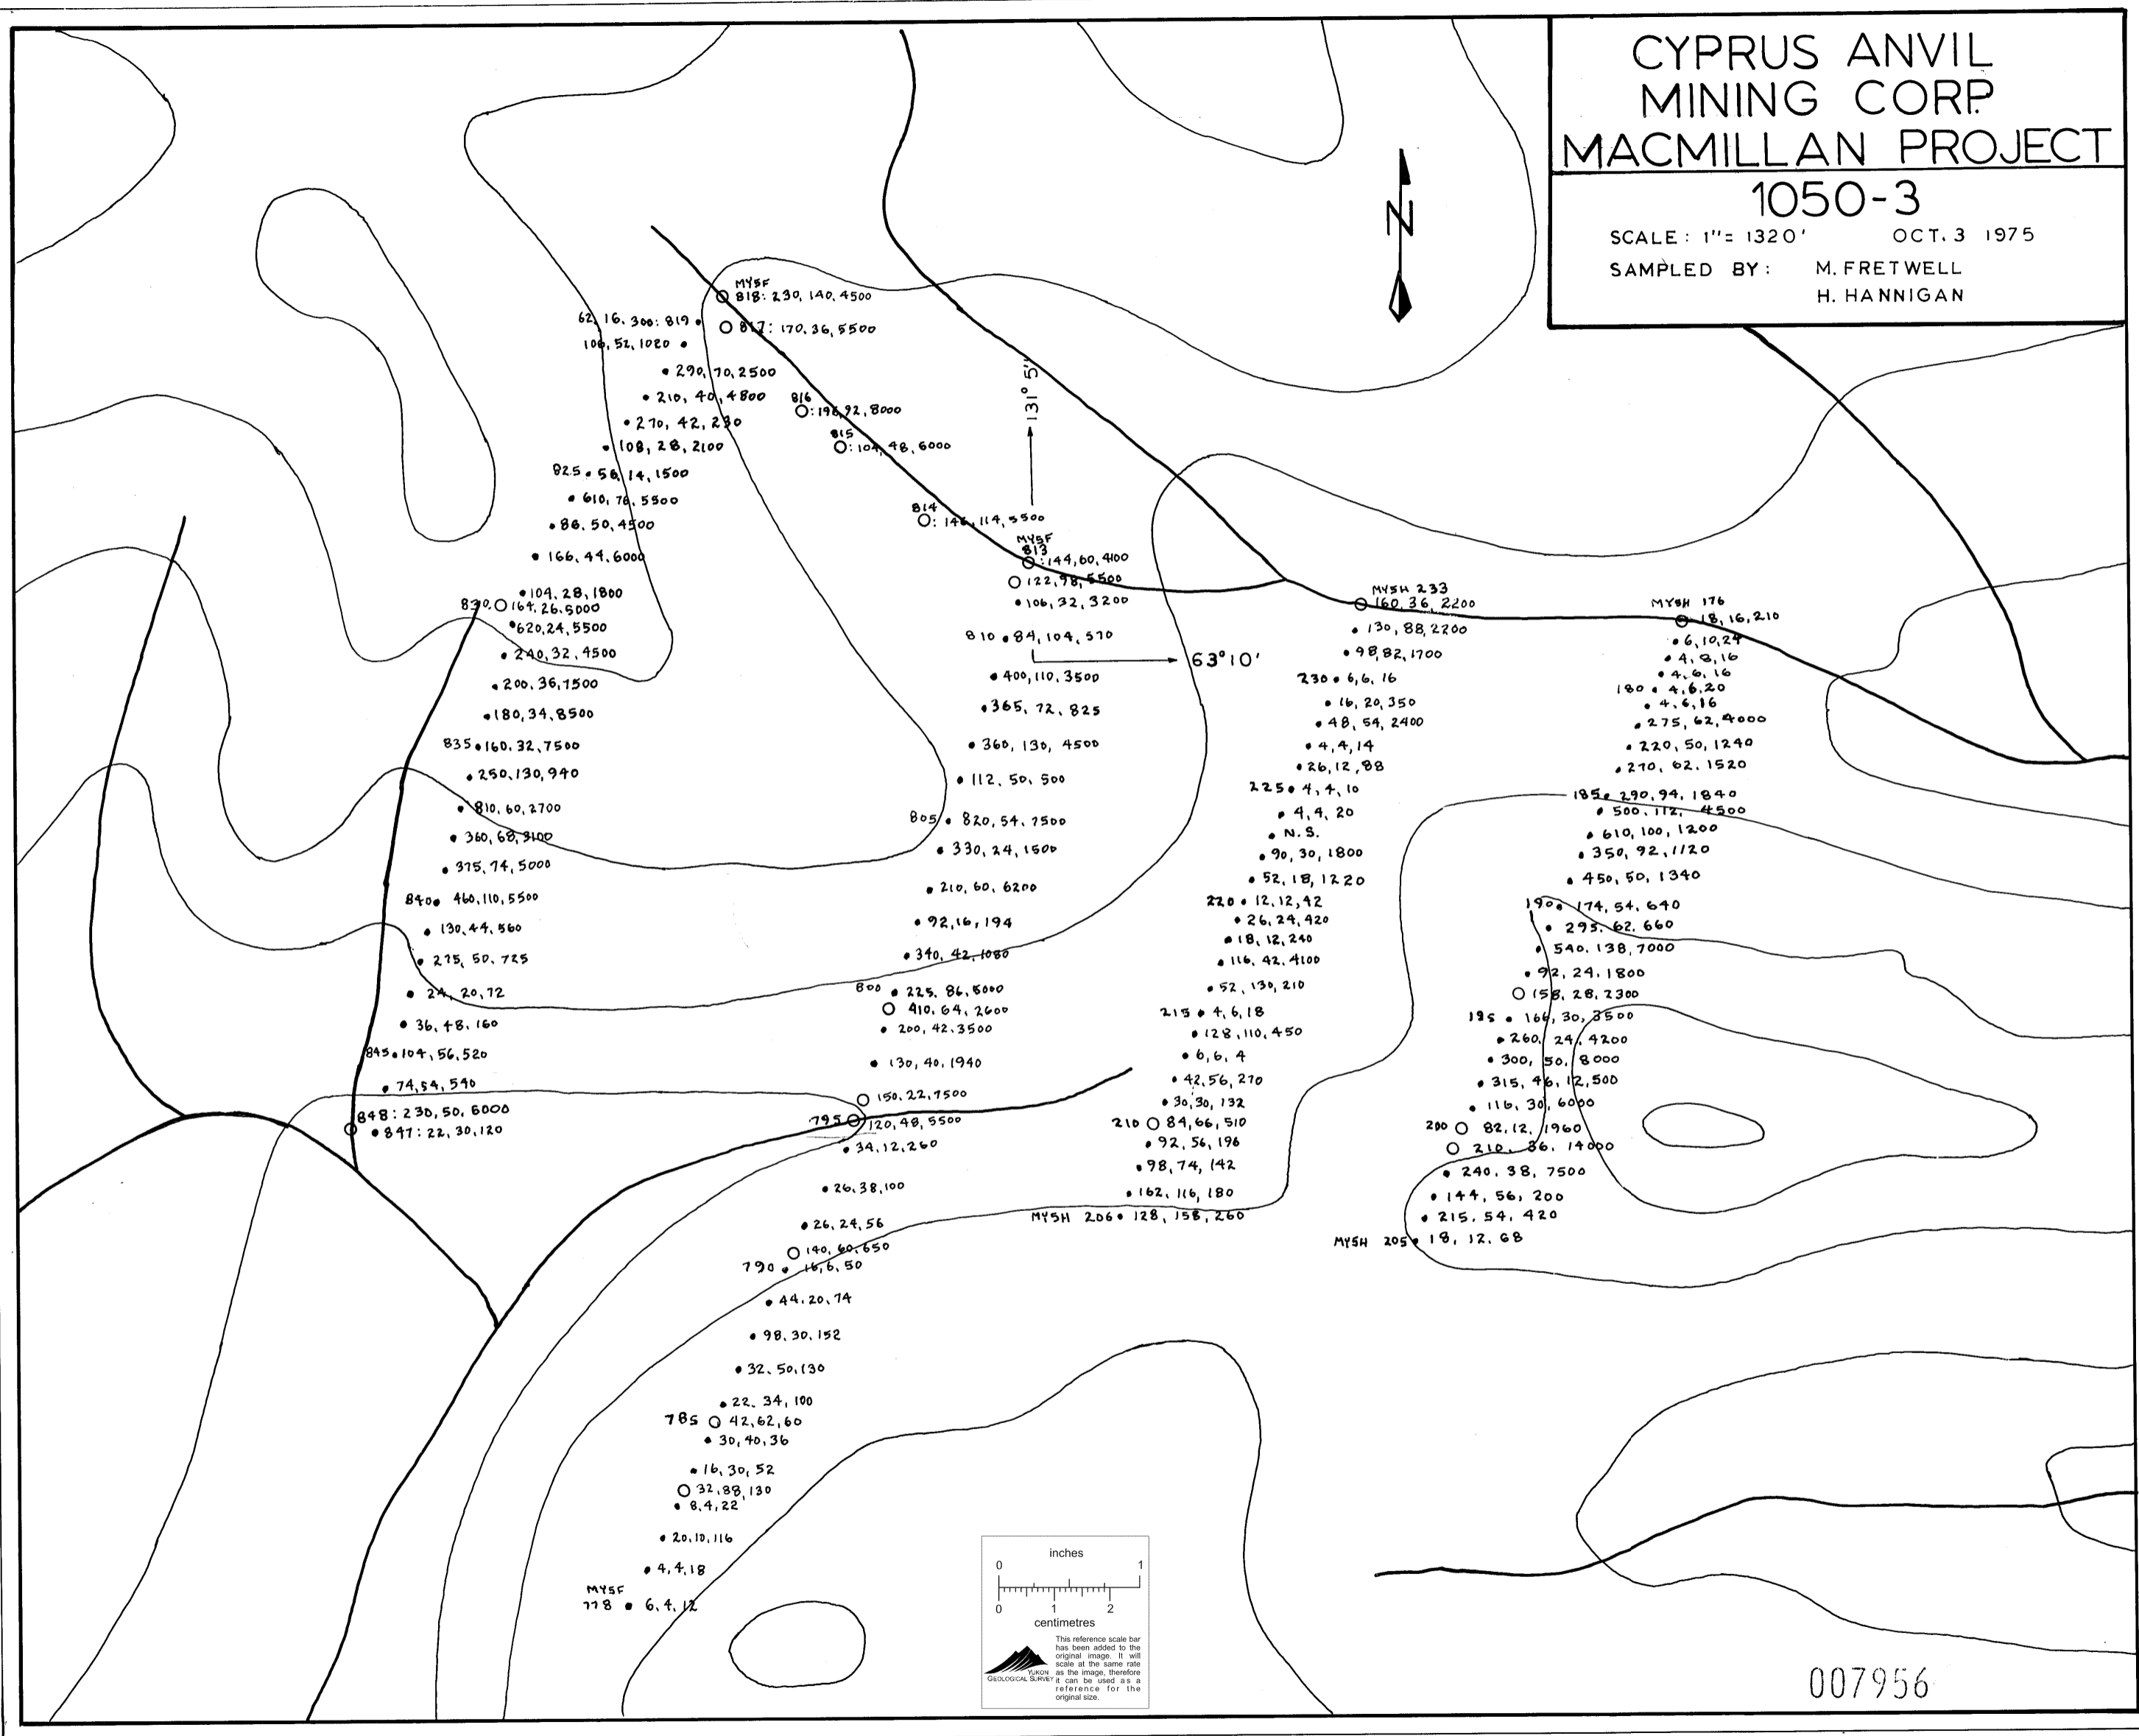 CYPRUS ANVIL
MINING CORP.
MACMILLAN PROJECT
1050-3
SCALE: 1"= 1320' OCT. 3 1975
SAMPLED BY: M. FRETWELL
H. HANNIGAN
N
131° 5'
63°10'
MYSF
818: 230, 140, 4500
62, 16, 300: 819
817: 170, 36, 5500
106, 52, 1020
290, 70, 2500
210, 40, 4800
270, 42, 230
108, 28, 2100
825 56, 14, 1500
610, 76, 5500
86, 50, 4500
166, 44, 6000
104, 28, 1800
830 164, 26, 5000
620, 24, 5500
240, 32, 4500
200, 36, 7500
180, 34, 8500
835 160, 32, 7500
250, 130, 940
810, 60, 2700
360, 68, 3100
375, 74, 5000
840 460, 110, 5500
130, 44, 560
275, 50, 725
24, 20, 72
36, 48, 160
845 104, 56, 520
74, 54, 540
848: 230, 50, 6000
847: 22, 30, 120
816
: 196, 92, 8000
815
: 104, 48, 6000
814
: 146, 114, 5500
MYSF
813
: 144, 60, 4100
122, 98, 5500
106, 32, 3200
810 84, 104, 570
400, 110, 3500
365, 72, 825
360, 130, 4500
112, 50, 500
805 820, 54, 7500
330, 24, 1500
210, 60, 6200
92, 16, 194
340, 42, 1080
800 225, 86, 5000
410, 64, 2600
200, 42, 3500
130, 40, 1940
150, 22, 7500
795 120, 48, 5500
34, 12, 260
26, 38, 100
26, 24, 56
140, 60, 650
790 16, 6, 50
44, 20, 74
98, 30, 152
32, 50, 130
22, 34, 100
785 42, 62, 60
30, 40, 36
16, 30, 52
32, 88, 130
8, 4, 22
20, 10, 116
4, 4, 18
MYSF
778 6, 4, 12
MYSH 233
160, 36, 2200
130, 88, 2200
98, 82, 1700
230 6, 6, 16
16, 20, 350
48, 54, 2400
4, 4, 14
26, 12, 88
225 4, 4, 10
4, 4, 20
N.S.
90, 30, 1800
52, 18, 1220
220 12, 12, 42
26, 24, 420
18, 12, 240
116, 42, 4100
52, 130, 210
215 4, 6, 18
128, 110, 450
6, 6, 4
42, 56, 270
30, 30, 132
210 84, 66, 510
92, 56, 196
98, 74, 142
162, 116, 180
MYSH 206 128, 158, 260
MYSH 176
18, 16, 210
6, 10, 24
4, 8, 16
4, 6, 16
180 4, 6, 20
4, 6, 16
275, 62, 4000
220, 50, 1240
270, 62, 1520
185 290, 94, 1840
500, 112, 4500
610, 100, 1200
350, 92, 1120
450, 50, 1340
190 174, 54, 640
295, 62, 660
540, 138, 7000
92, 24, 1800
158, 28, 2300
195 166, 30, 3500
260, 24, 4200
300, 50, 8000
315, 46, 12,500
116, 30, 6000
200 82, 12, 1960
210, 36, 14000
240, 38, 7500
144, 56, 200
215, 54, 420
MYSH 205 18, 12, 68
inches
0 1
0 1 2
centimetres
YUKON
GEOLOGICAL SURVEY
This reference scale bar
has been added to the
original image. It will
scale at the same rate
as the image, therefore
it can be used as a
reference for the
original size.
007956